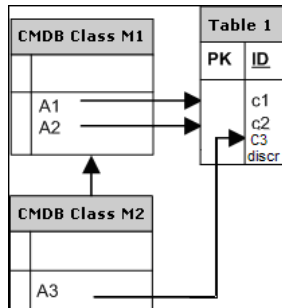 CMDB Class M1
A1
A2
CMDB Class M2
A3
Table 1
PK ID
c1
c2
C3
discr